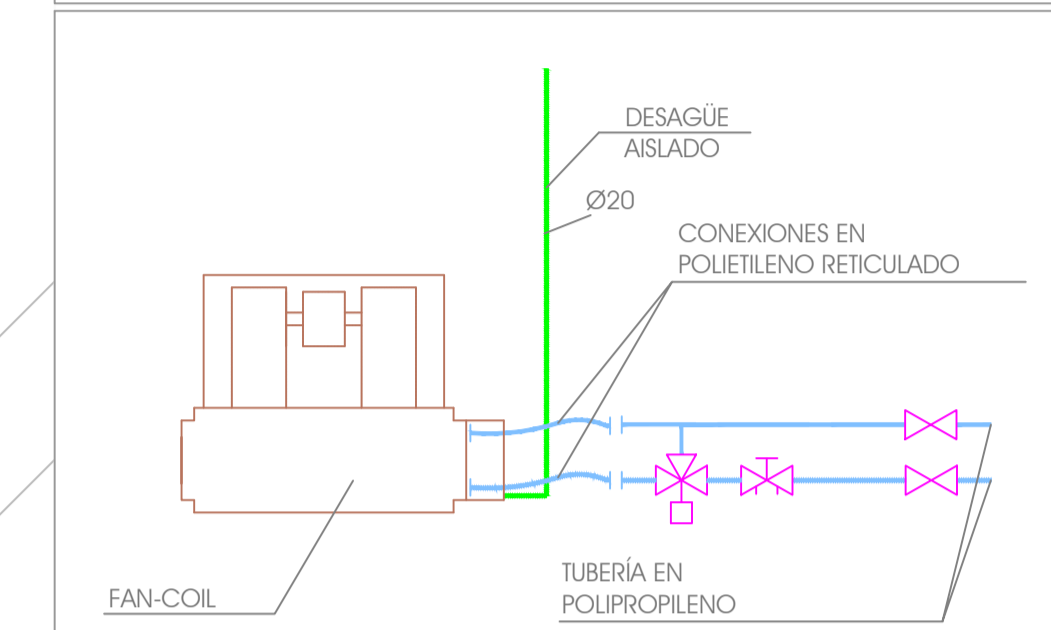 DESAGÜE
AISLADO
Ø20
CONEXIONES EN
POLIETILENO RETICULADO
FAN-COIL
TUBERÍA EN
POLIPROPILENO